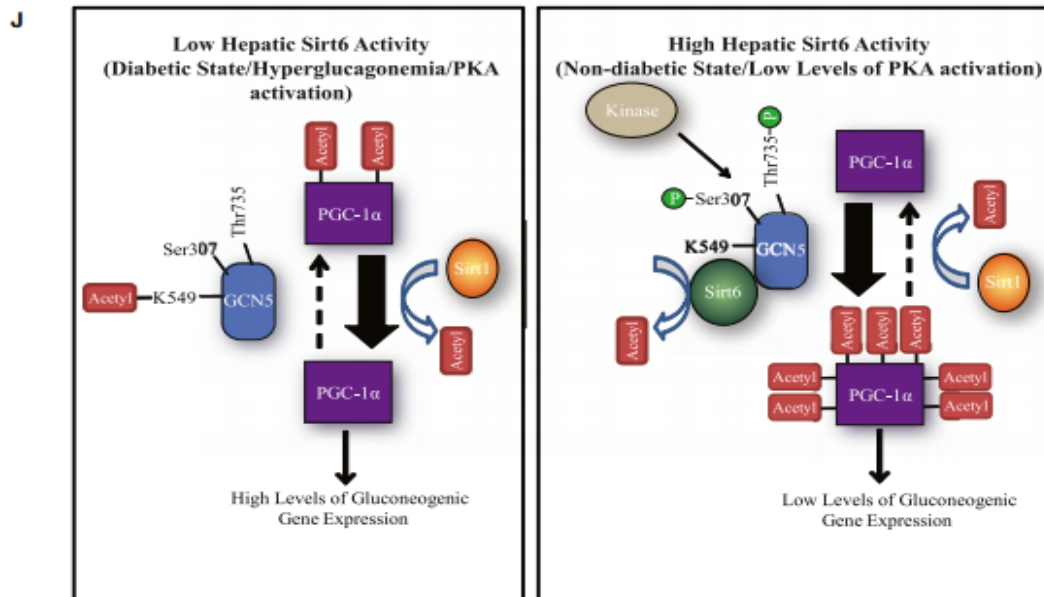 J
Low Hepatic Sirt6 Activity
(Diabetic State/Hyperglucagonemia/PKA
activation)
Acetyl
Acetyl
PGC-1α
Thr735
Ser307
Acetyl
K549
GCN5
Sirt1
Acetyl
PGC-1α
High Levels of Gluconeogenic
Gene Expression
High Hepatic Sirt6 Activity
(Non-diabetic State/Low Levels of PKA activation)
Kinase
P
Thr735
P
Ser307
K549
GCN5
Sirt6
Acetyl
PGC-1α
Acetyl
Sirt1
Acetyl
Acetyl
Acetyl
Acetyl
Acetyl
PGC-1α
Acetyl
Acetyl
Low Levels of Gluconeogenic
Gene Expression